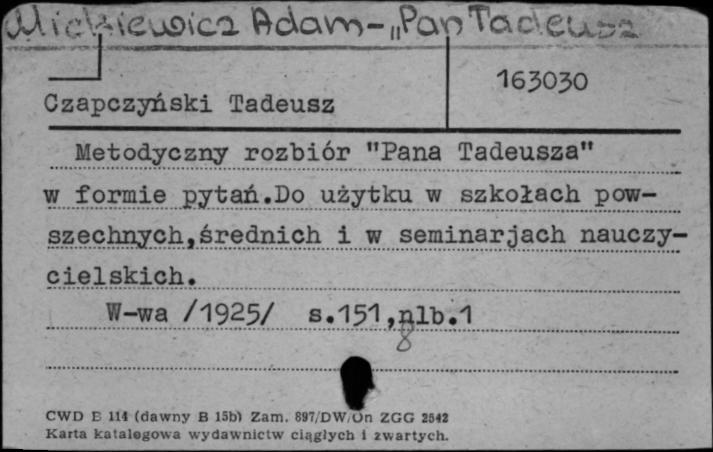 Mickiewicz Adam - „Pan Tadeusz
163030
Czapczyński Tadeusz
Metodyczny rozbiór "Pana Tadeusza"
w formie pytań.Do użytku w szkołach pow-
szechnych,średnich i w seminarjach nauczy-
cielskich.
W-wa /1925/ s.151,nlb.1
8
CWD E 114 (dawny B 15b) Zam. 897/DW/On ZGG 2542
Karta katalogowa wydawnictw ciągłych i zwartych.